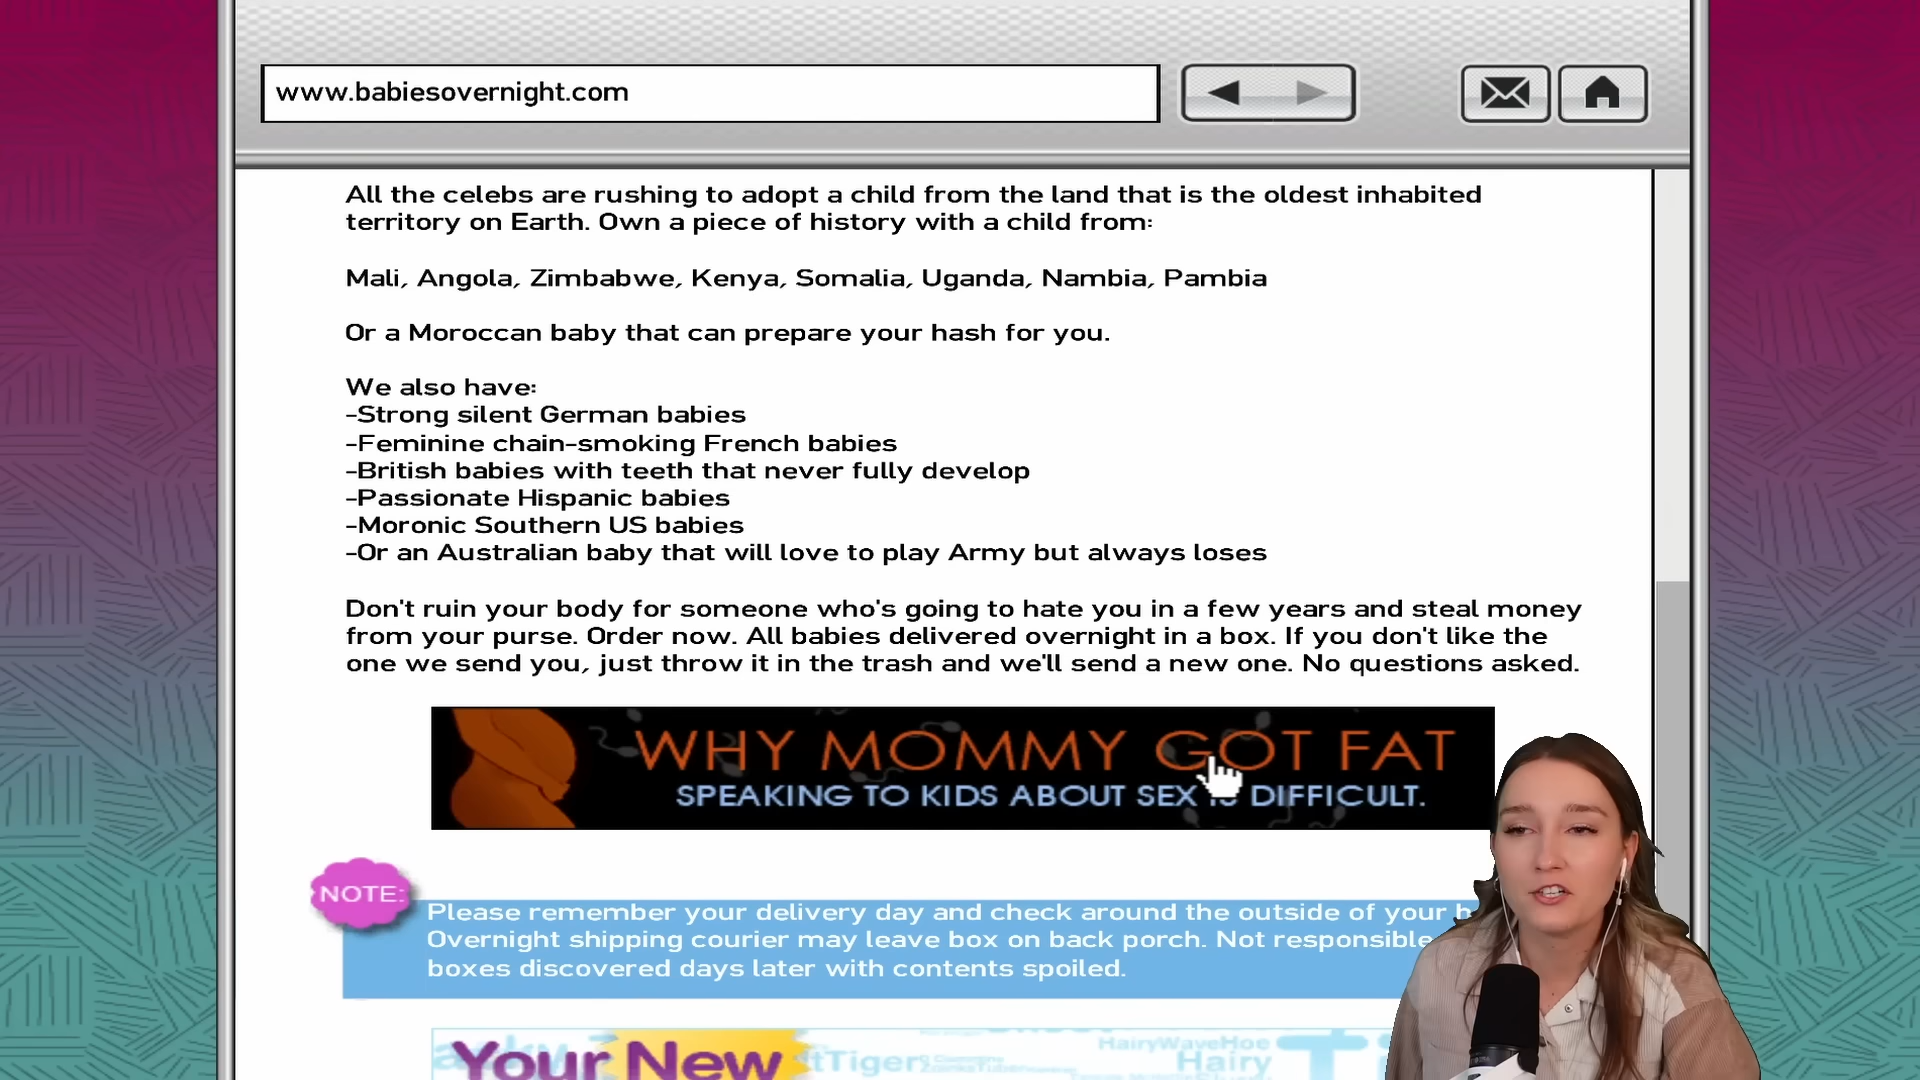 www.babiesovernight.com
All the celebs are rushing to adopt a child from the land that is the oldest inhabited
territory on Earth. Own a piece of history with a child from:
Mali, Angola, Zimbabwe, Kenya, Somalia, Uganda, Nambia, Pambia
Or a Moroccan baby that can prepare your hash for you.
We also have:
-Strong silent German babies
-Feminine chain-smoking French babies
-British babies with teeth that never fully develop
-Passionate Hispanic babies
-Moronic Southern US babies
-Or an Australian baby that will love to play Army but always loses
Don't ruin your body for someone who's going to hate you in a few years and steal money
from your purse. Order now. All babies delivered overnight in a box. If you don't like the
one we send you, just throw it in the trash and we'll send a new one. No questions asked.
WHY MOMMY GOT FAT
SPEAKING TO KIDS ABOUT SEX IS DIFFICULT.
NOTE:
Please remember your delivery day and check around the outside of your
Overnight shipping courier may leave box on back porch. Not responsible
boxes discovered days later with contents spoiled.
Your New
HairyWaveHoe
Hairy